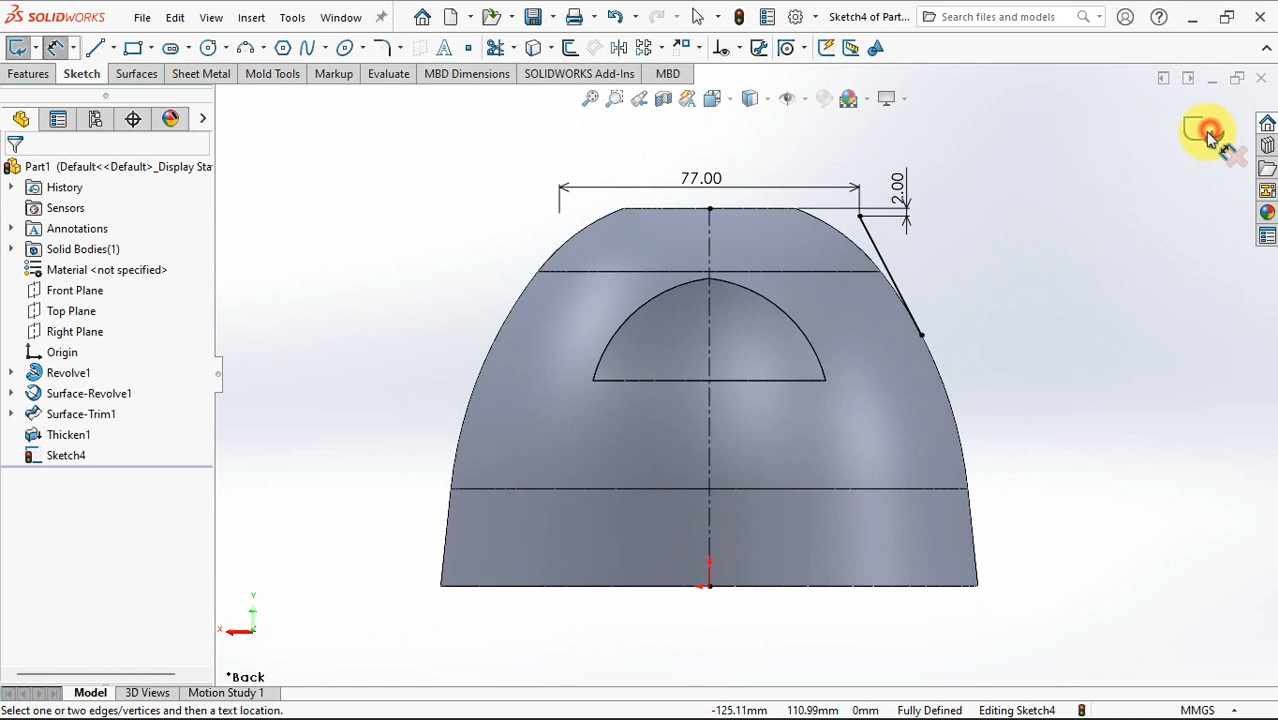 SOLIDWORKS File Edit View Insert Tools Window Sketch4 of Part... Search files and models
Features Sketch Surfaces Sheet Metal Mold Tools Markup Evaluate MBD Dimensions SOLIDWORKS Add-Ins MBD
Part1 (Default<<Default>_Display Sta
History
Sensors
Annotations
Solid Bodies(1)
Material <not specified>
Front Plane
Top Plane
Right Plane
Origin
Revolve1
Surface-Revolve1
Surface-Trim1
Thicken1
Sketch4
77.00
2.00
Y
X
*Back
Model 3D Views Motion Study 1
Select one or two edges/vertices and then a text location. -125.11mm 110.99mm 0mm Fully Defined Editing Sketch4 MMGS